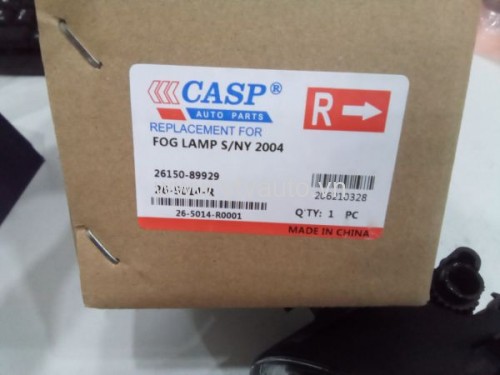 CASP®
AUTO PARTS
R
REPLACEMENT FOR
FOG LAMP S/NY 2004
26150-89929
206210328
26-5014-R0001
Q'TY: 1 PC
MADE IN CHINA